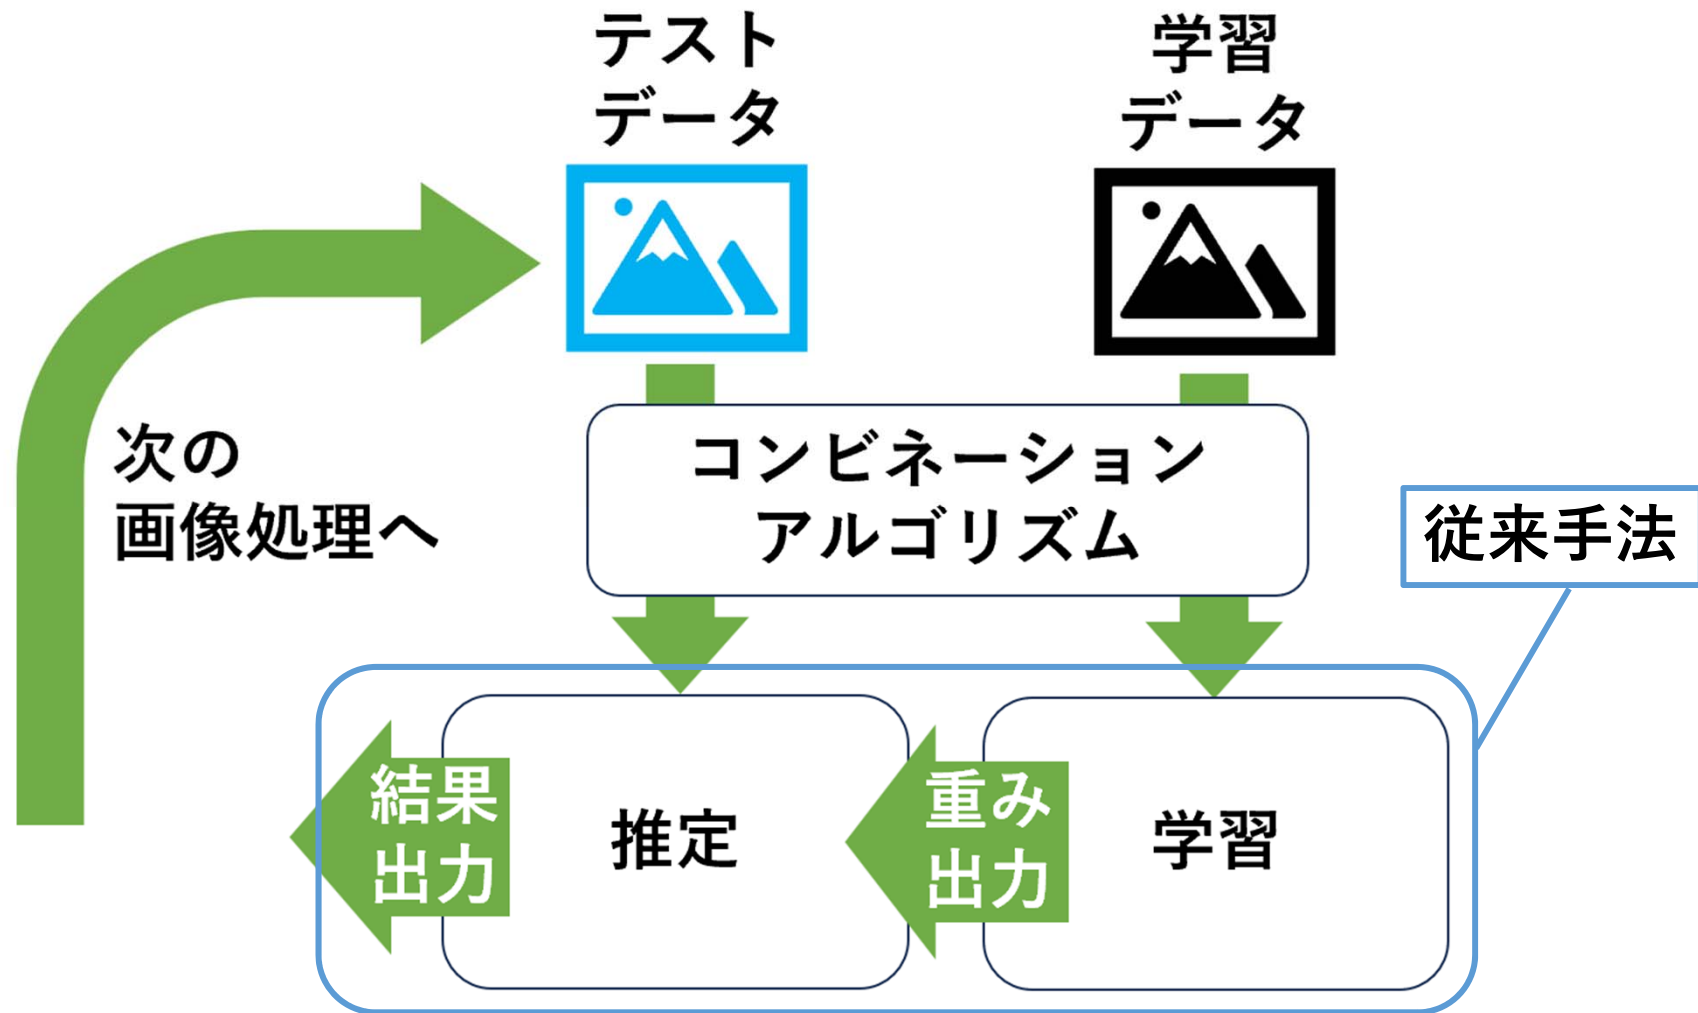 テスト
データ
学習
データ
次の
画像処理へ
コンビネーション
アルゴリズム
従来手法
結果
出力
推定
重み
出力
学習